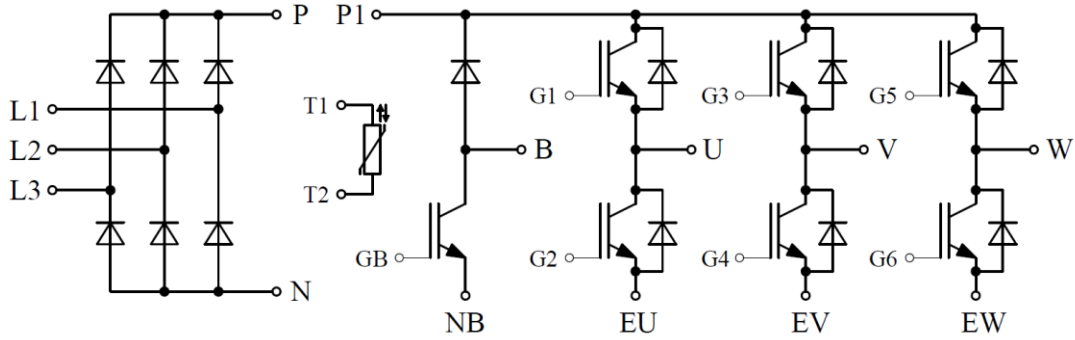 P P1
G1 G3 G5
L1 T1
L2 B U V W
L3 T2
GB G2 G4 G6
N
NB EU EV EW